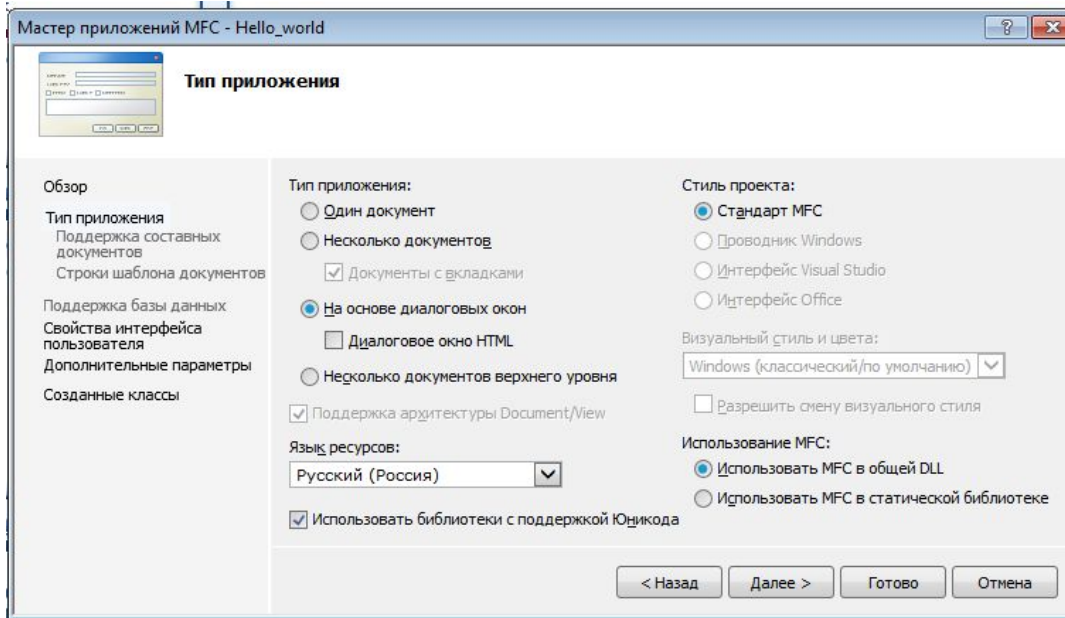 Мастер приложений MFC - Hello_world
Тип приложения
Обзор
Тип приложения
Поддержка составных
документов
Строки шаблона документов
Поддержка базы данных
Свойства интерфейса
пользователя
Дополнительные параметры
Созданные классы
Тип приложения:
Один документ
Несколько документов
Документы с вкладками
На основе диалоговых окон
Диалоговое окно HTML
Несколько документов верхнего уровня
Поддержка архитектуры Document/View
Язык ресурсов:
Русский (Россия)
Использовать библиотеки с поддержкой Юникода
Стиль проекта:
Стандарт MFC
Проводник Windows
Интерфейс Visual Studio
Интерфейс Office
Визуальный стиль и цвета:
Windows (классический/по умолчанию)
Разрешить смену визуального стиля
Использование MFC:
Использовать MFC в общей DLL
Использовать MFC в статической библиотеке
< Назад
Далее >
Готово
Отмена